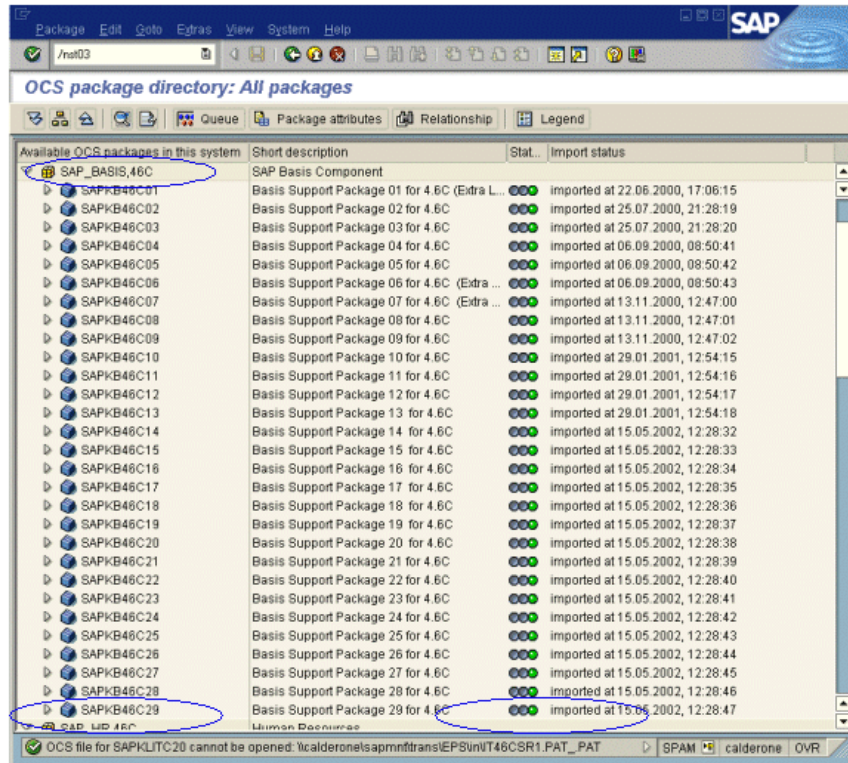 Package Edit Goto Extras View System Help
SAP
/nst03
OCS package directory: All packages
Queue Package attributes Relationship Legend
Available OCS packages in this system Short description Stat... Import status
SAP_BASIS,46C SAP Basis Component
SAPKB46C01 Basis Support Package 01 for 4.6C (Extra L... imported at 22.06.2000, 17:06:15
SAPKB46C02 Basis Support Package 02 for 4.6C imported at 25.07.2000, 21:28:19
SAPKB46C03 Basis Support Package 03 for 4.6C imported at 25.07.2000, 21:28:20
SAPKB46C04 Basis Support Package 04 for 4.6C imported at 06.09.2000, 08:50:41
SAPKB46C05 Basis Support Package 05 for 4.6C imported at 06.09.2000, 08:50:42
SAPKB46C06 Basis Support Package 06 for 4.6C (Extra ... imported at 06.09.2000, 08:50:43
SAPKB46C07 Basis Support Package 07 for 4.6C (Extra ... imported at 13.11.2000, 12:47:00
SAPKB46C08 Basis Support Package 08 for 4.6C imported at 13.11.2000, 12:47:01
SAPKB46C09 Basis Support Package 09 for 4.6C imported at 13.11.2000, 12:47:02
SAPKB46C10 Basis Support Package 10 for 4.6C imported at 29.01.2001, 12:54:15
SAPKB46C11 Basis Support Package 11 for 4.6C imported at 29.01.2001, 12:54:16
SAPKB46C12 Basis Support Package 12 for 4.6C imported at 29.01.2001, 12:54:17
SAPKB46C13 Basis Support Package 13 for 4.6C imported at 29.01.2001, 12:54:18
SAPKB46C14 Basis Support Package 14 for 4.6C imported at 15.05.2002, 12:28:32
SAPKB46C15 Basis Support Package 15 for 4.6C imported at 15.05.2002, 12:28:33
SAPKB46C16 Basis Support Package 16 for 4.6C imported at 15.05.2002, 12:28:34
SAPKB46C17 Basis Support Package 17 for 4.6C imported at 15.05.2002, 12:28:35
SAPKB46C18 Basis Support Package 18 for 4.6C imported at 15.05.2002, 12:28:36
SAPKB46C19 Basis Support Package 19 for 4.6C imported at 15.05.2002, 12:28:37
SAPKB46C20 Basis Support Package 20 for 4.6C imported at 15.05.2002, 12:28:38
SAPKB46C21 Basis Support Package 21 for 4.6C imported at 15.05.2002, 12:28:39
SAPKB46C22 Basis Support Package 22 for 4.6C imported at 15.05.2002, 12:28:40
SAPKB46C23 Basis Support Package 23 for 4.6C imported at 15.05.2002, 12:28:41
SAPKB46C24 Basis Support Package 24 for 4.6C imported at 15.05.2002, 12:28:42
SAPKB46C25 Basis Support Package 25 for 4.6C imported at 15.05.2002, 12:28:43
SAPKB46C26 Basis Support Package 26 for 4.6C imported at 15.05.2002, 12:28:44
SAPKB46C27 Basis Support Package 27 for 4.6C imported at 15.05.2002, 12:28:45
SAPKB46C28 Basis Support Package 28 for 4.6C imported at 15.05.2002, 12:28:46
SAPKB46C29 Basis Support Package 29 for 4.6C imported at 15.05.2002, 12:28:47
SAP_HR,46C Human Resources
OCS file for SAPKLITC20 cannot be opened: SPAM calderone OVR